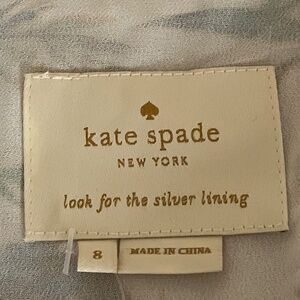 kate spade
NEW YORK
look for the silver lining
8
MADE IN CHINA